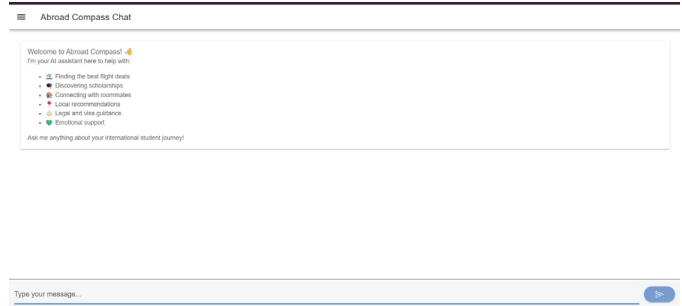 Abroad Compass Chat
Welcome to Abroad Compass!
I'm your AI assistant here to help with:
Finding the best flight deals
Discovering scholarships
Connecting with roommates
Local recommendations
Legal and visa guidance
Emotional support
Ask me anything about your international student journey!
Type your message...